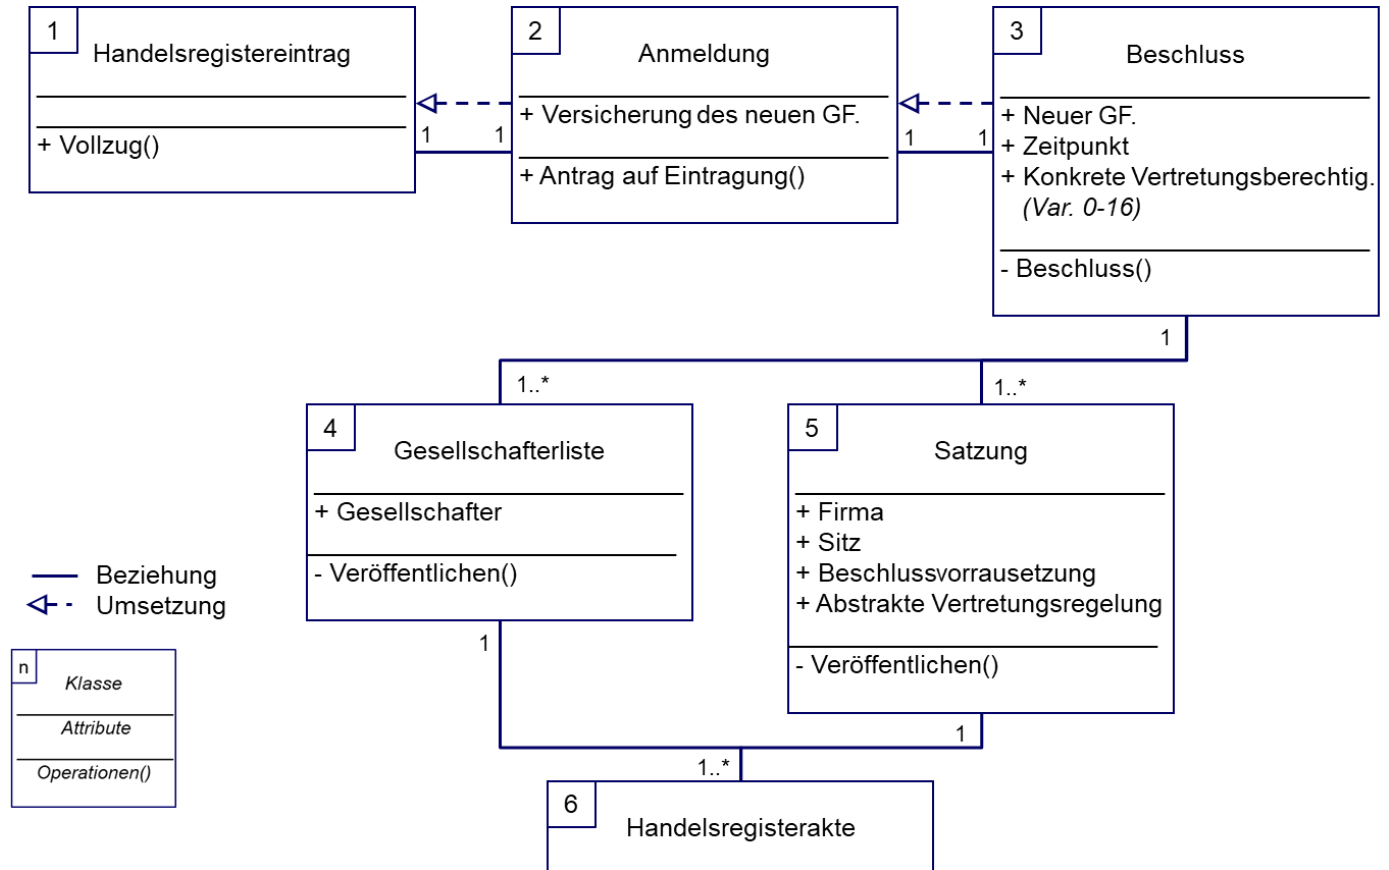 1
Handelsregistereintrag
+ Vollzug()
1
1
2
Anmeldung
+ Versicherung des neuen GF.
+ Antrag auf Eintragung()
1
1
3
Beschluss
+ Neuer GF.
+ Zeitpunkt
+ Konkrete Vertretungsberechtig.
(Var. 0-16)
- Beschluss()
1
1..*
1..*
4
Gesellschafterliste
+ Gesellschafter
- Veröffentlichen()
1
5
Satzung
+ Firma
+ Sitz
+ Beschlussvorrausetzung
+ Abstrakte Vertretungsregelung
- Veröffentlichen()
1
Beziehung
Umsetzung
n
Klasse
Attribute
Operationen()
1..*
6
Handelsregisterakte